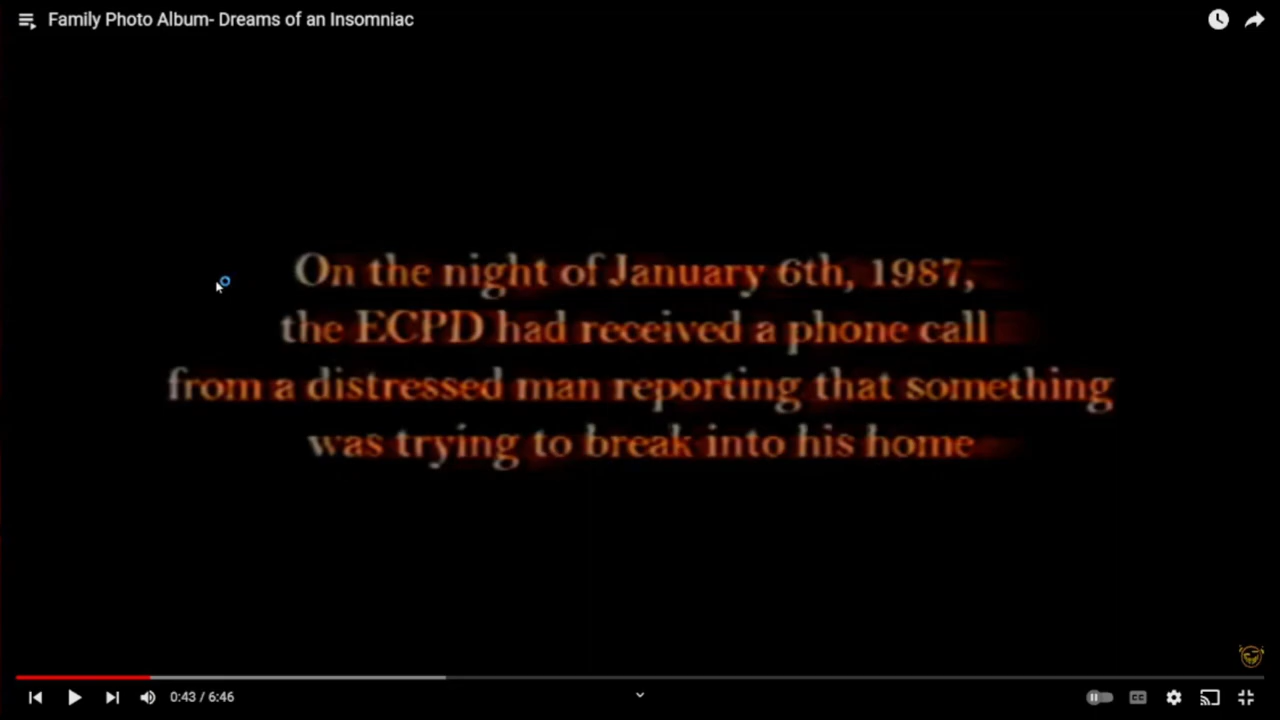 Family Photo Album- Dreams of an Insomniac
On the night of January 6th, 1987,
the ECPD had received a phone call
from a distressed man reporting that something
was trying to break into his home
0:43 / 6:46
CC